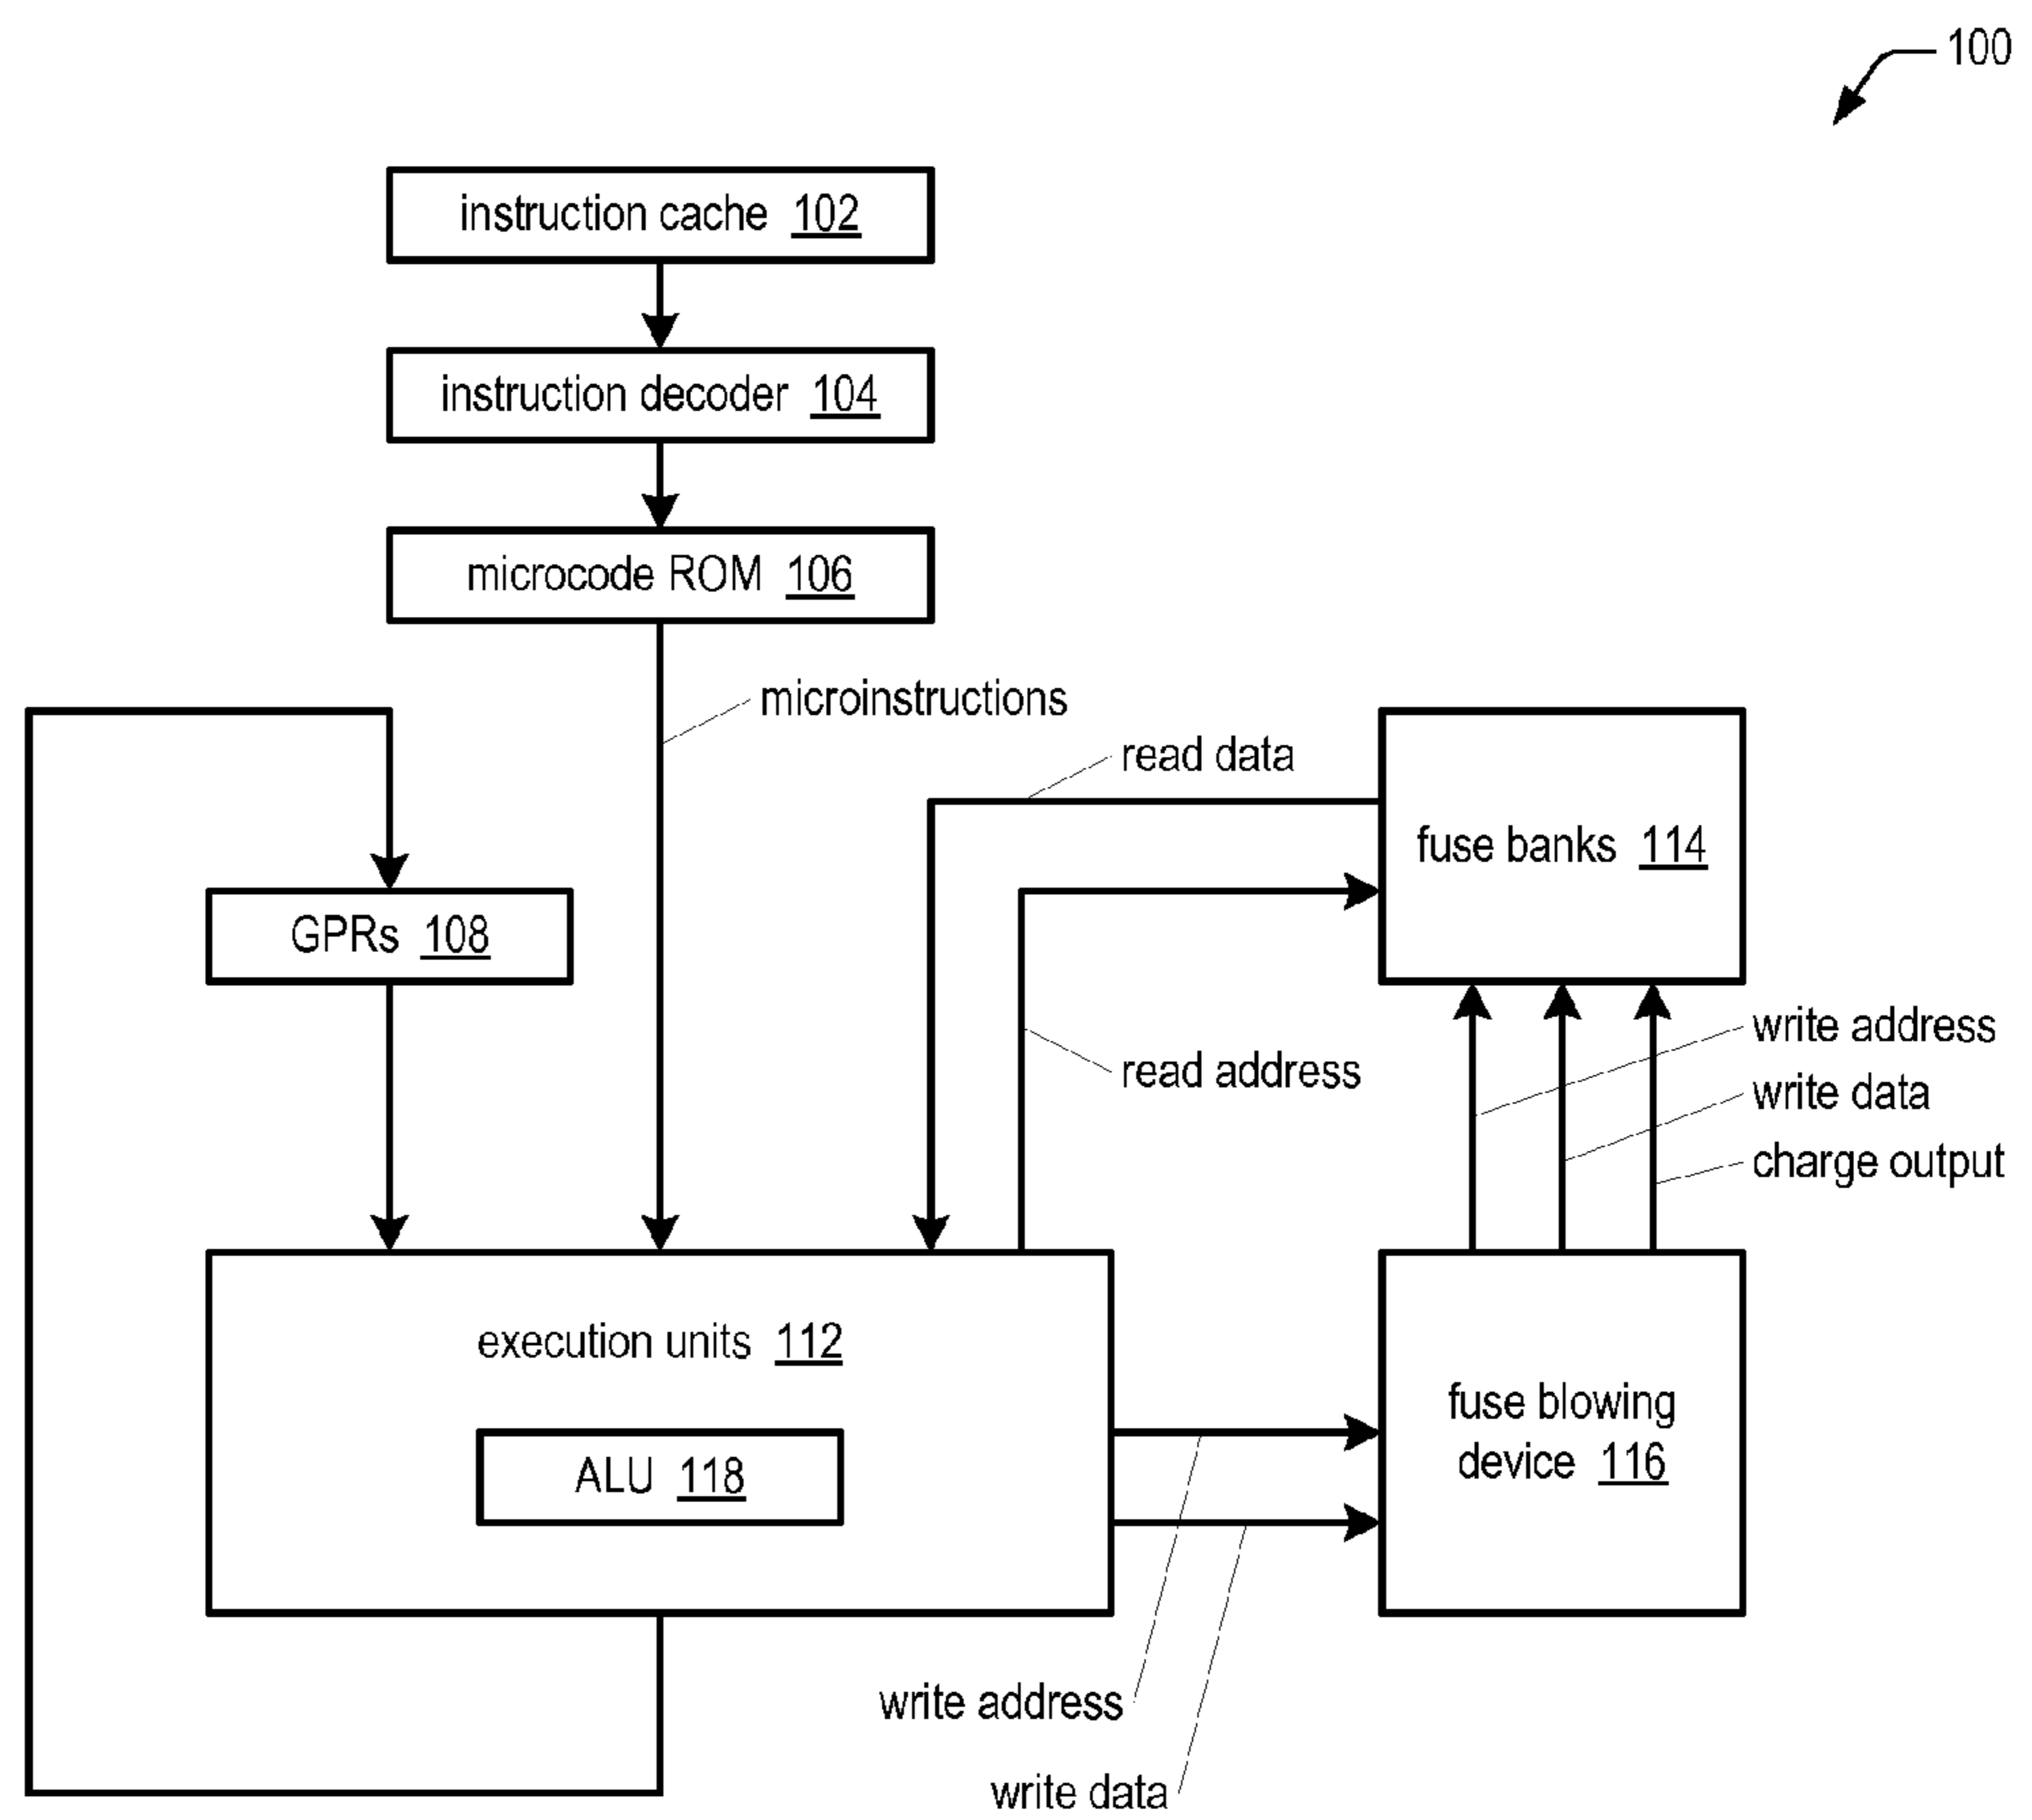 100
instruction cache 102
instruction decoder 104
microcode ROM 106
microinstructions
read data
fuse banks 114
GPRs 108
write address
read address
write data
charge output
execution units 112
fuse blowing
device 116
ALU 118
write address
write data